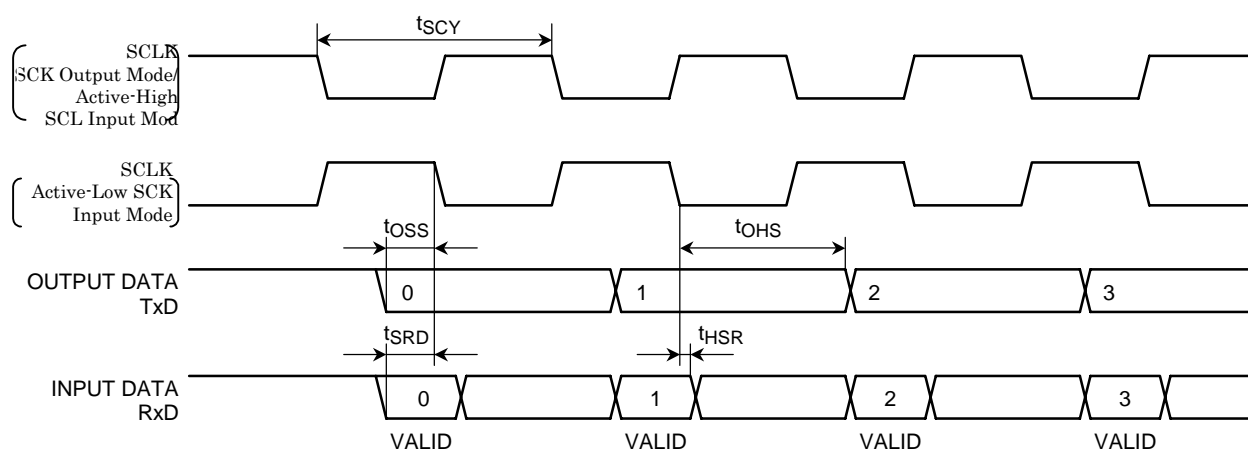 tSCY
SCLK
SCK Output Mode/
Active-High
SCL Input Mod
SCLK
Active-Low SCK
Input Mode
tOSS
tOHS
OUTPUT DATA
TxD
0
1
2
3
tSRD
tHSR
INPUT DATA
RxD
0
1
2
3
VALID
VALID
VALID
VALID